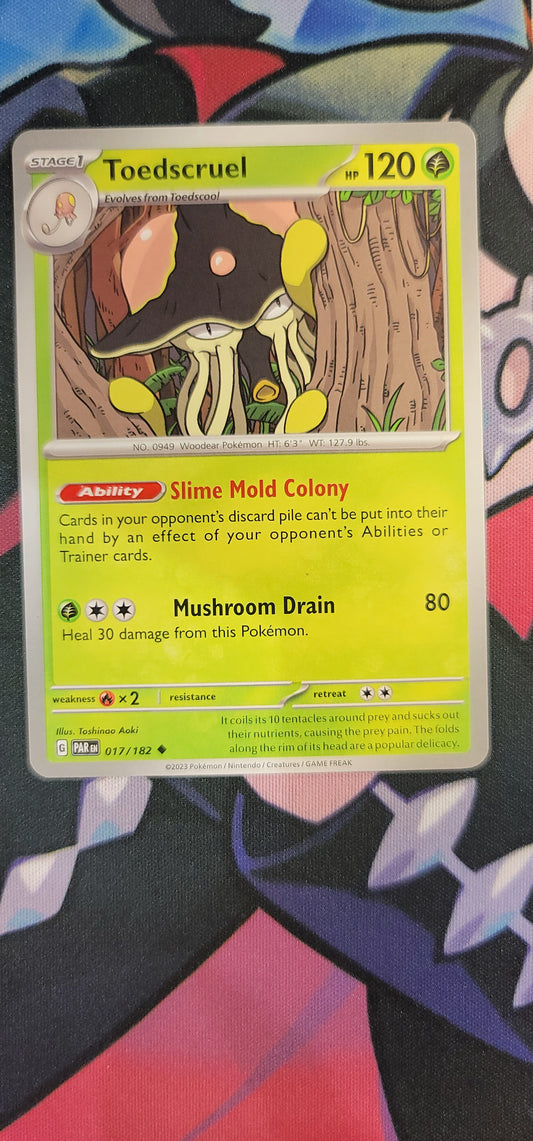 STAGE1 Toedscruel HP 120
Evolves from Toedscool
NO. 0949 Woodear Pokémon HT: 6'3" WT: 127.9 lbs.
Ability Slime Mold Colony
Cards in your opponent's discard pile can't be put into their
hand by an effect of your opponent's Abilities or
Trainer cards.
Mushroom Drain 80
Heal 30 damage from this Pokémon.
weakness ×2 resistance retreat
Illus. Toshinao Aoki
G PAR EN 017/182
It coils its 10 tentacles around prey and sucks out
their nutrients, causing the prey pain. The folds
along the rim of its head are a popular delicacy.
©2023 Pokémon / Nintendo / Creatures / GAME FREAK